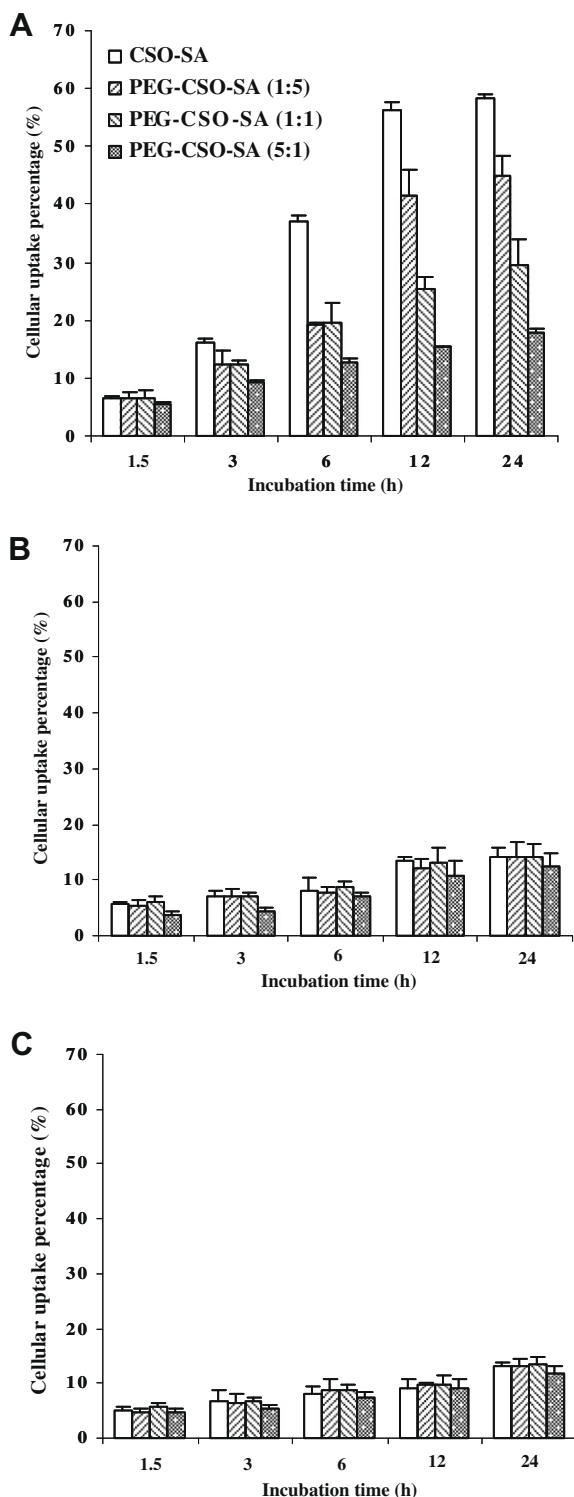 A
70
60
50
40
30
20
10
0
Cellular uptake percentage (%)
CSO-SA
PEG-CSO-SA (1:5)
PEG-CSO-SA (1:1)
PEG-CSO-SA (5:1)
1.5 3 6 12 24
Incubation time (h)
B
70
60
50
40
30
20
10
0
Cellular uptake percentage (%)
1.5 3 6 12 24
Incubation time (h)
C
70
60
50
40
30
20
10
0
Cellular uptake percentage (%)
1.5 3 6 12 24
Incubation time (h)